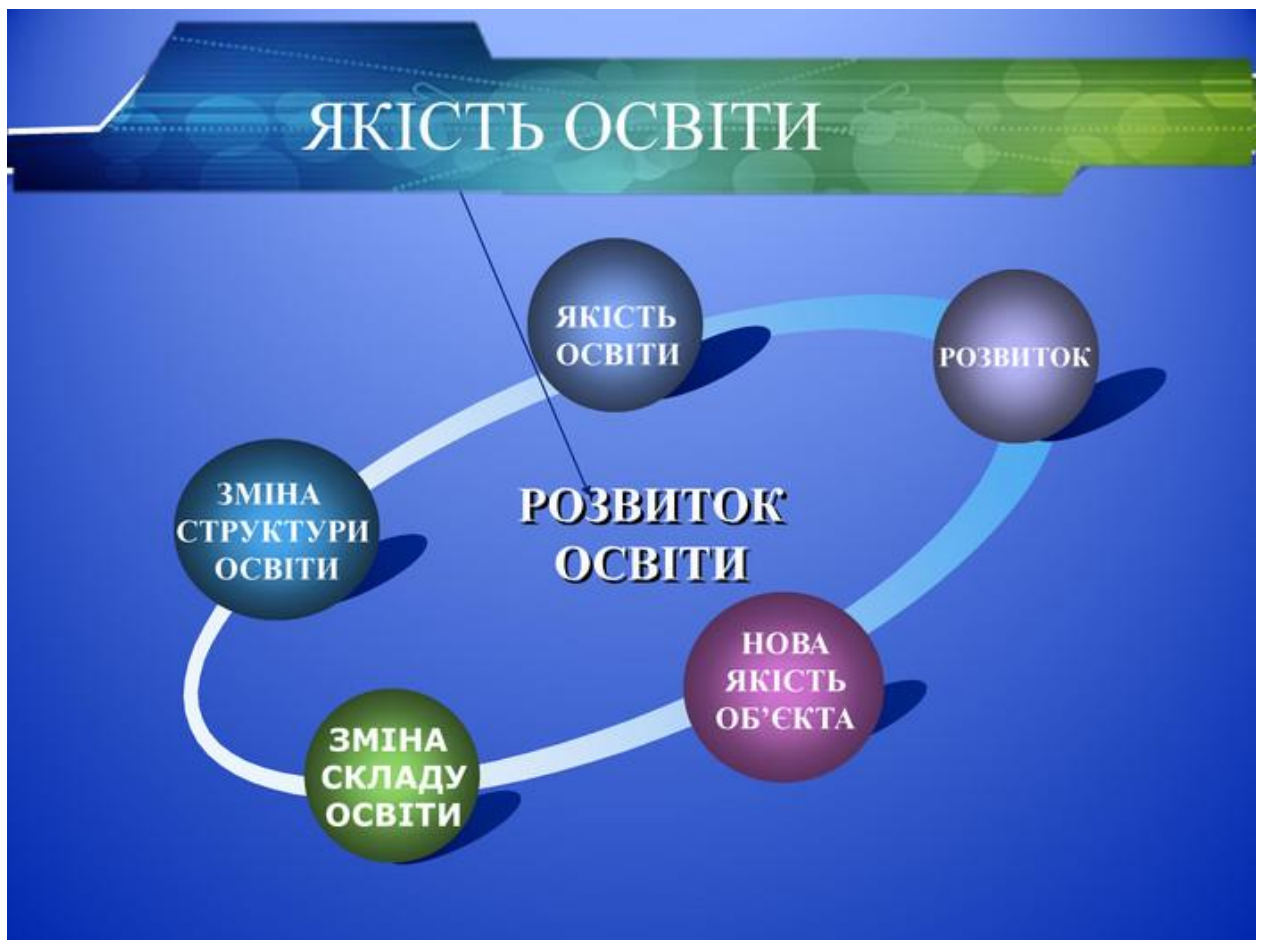 ЯКІСТЬ ОСВІТИ
ЯКІСТЬ
ОСВІТИ
РОЗВИТОК
ЗМІНА
СТРУКТУРИ
ОСВІТИ
РОЗВИТОК
ОСВІТИ
НОВА
ЯКІСТЬ
ОБ’ЄКТА
ЗМІНА
СКЛАДУ
ОСВІТИ